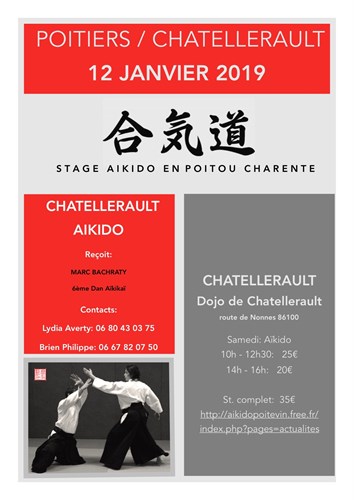 POITIERS / CHATELLERAULT
12 JANVIER 2019
合気道
STAGE AIKIDO EN POITOU CHARENTE
CHATELLERAULT
AIKIDO
Reçoit:
MARC BACHRATY
6ème Dan Aïkikaï
Contacts:
Lydia Averty: 06 80 43 03 75
Brien Philippe: 06 67 82 07 50
CHATELLERAULT
Dojo de Chatellerault
route de Nonnes 86100
Samedi: Aïkido
10h - 12h30: 25€
14h - 16h: 20€
St. complet: 35€
http://aikidopoitevin.free.fr/
index.php?pages=actualites